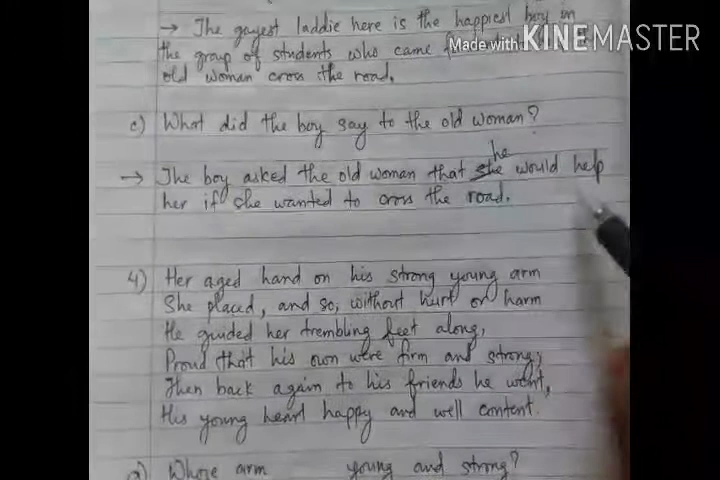 → The gayest laddie here is the happiest boy in
the group of students who came
Made with KINEMASTER
old woman cross the road.
c) What did the boy say to the old woman?
he
→ The boy asked the old woman that she would help
her if she wanted to cross the road.
4) Her aged hand on his strong young arm
She placed, and so, without hurt or harm
He guided her trembling feet along,
Proud that his own were firm and strong;
Then back again to his friends he went,
His young heart happy and well content.
a) Whose arm young and strong?